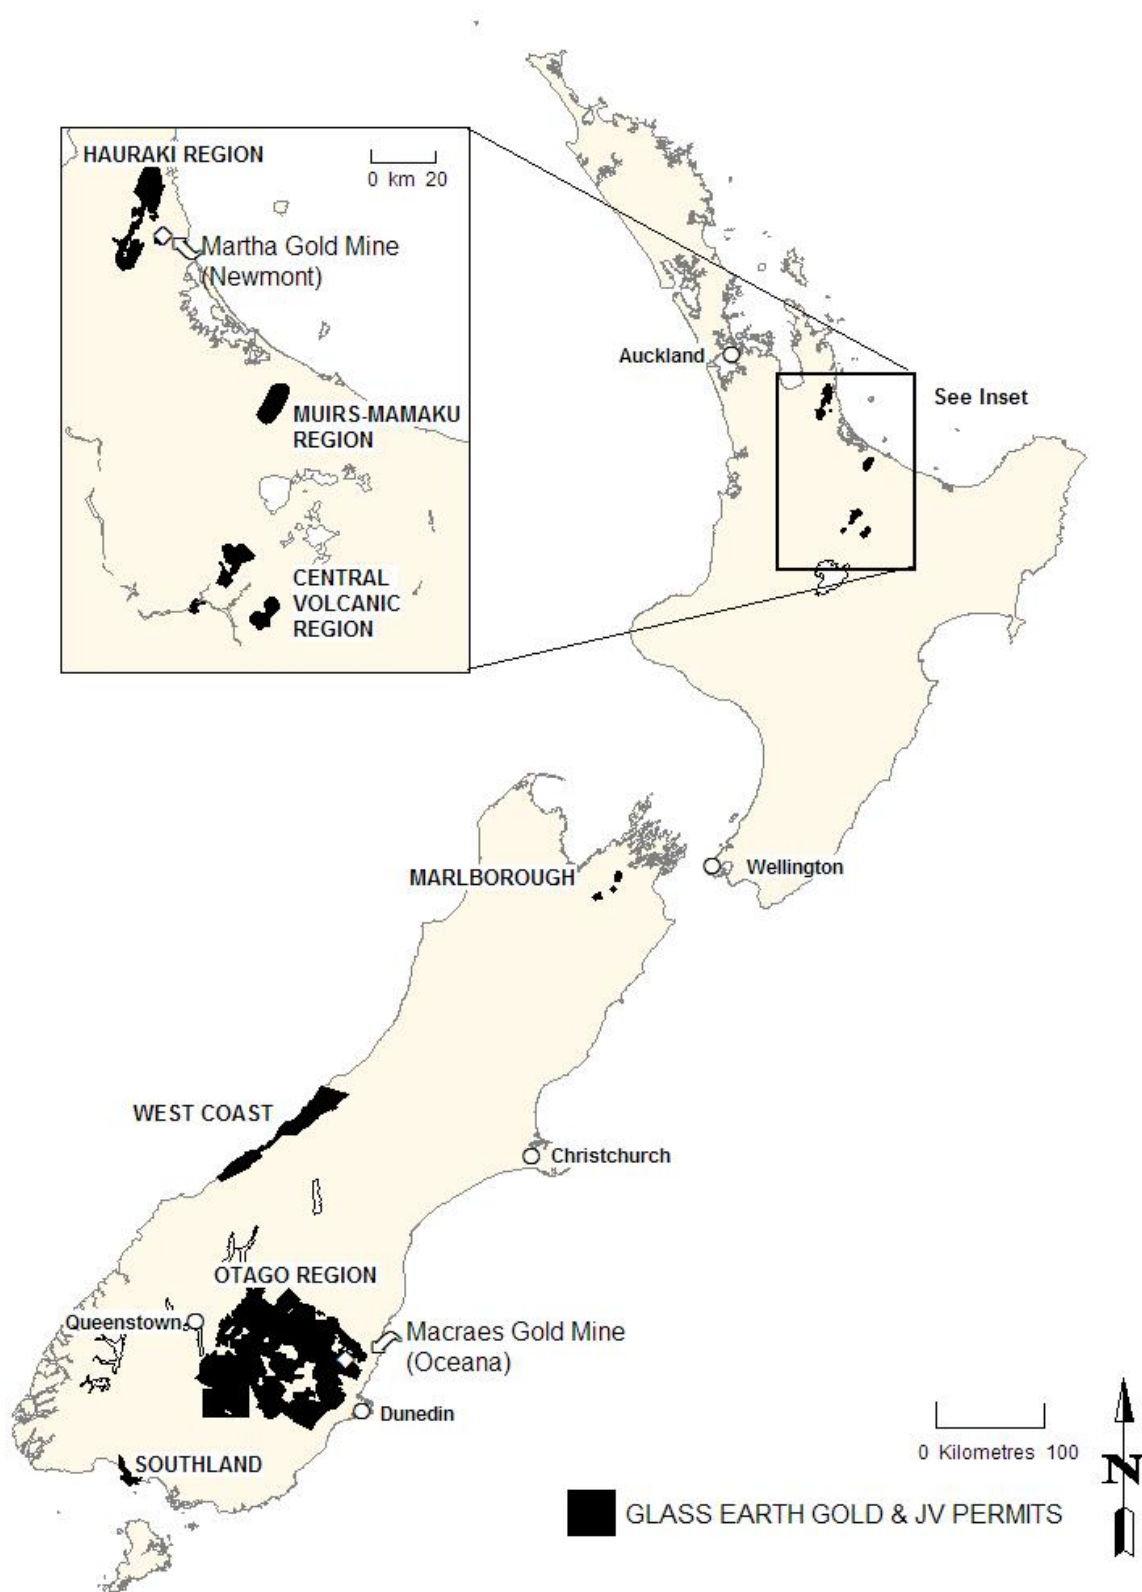 HAURAKI REGION
0 km 20
Martha Gold Mine
(Newmont)
MUIRS-MAMAKU
REGION
CENTRAL
VOLCANIC
REGION
Auckland
See Inset
Wellington
MARLBOROUGH
WEST COAST
Christchurch
OTAGO REGION
Queenstown
Macraes Gold Mine
(Oceana)
Dunedin
SOUTHLAND
0 Kilometres 100
N
GLASS EARTH GOLD & JV PERMITS